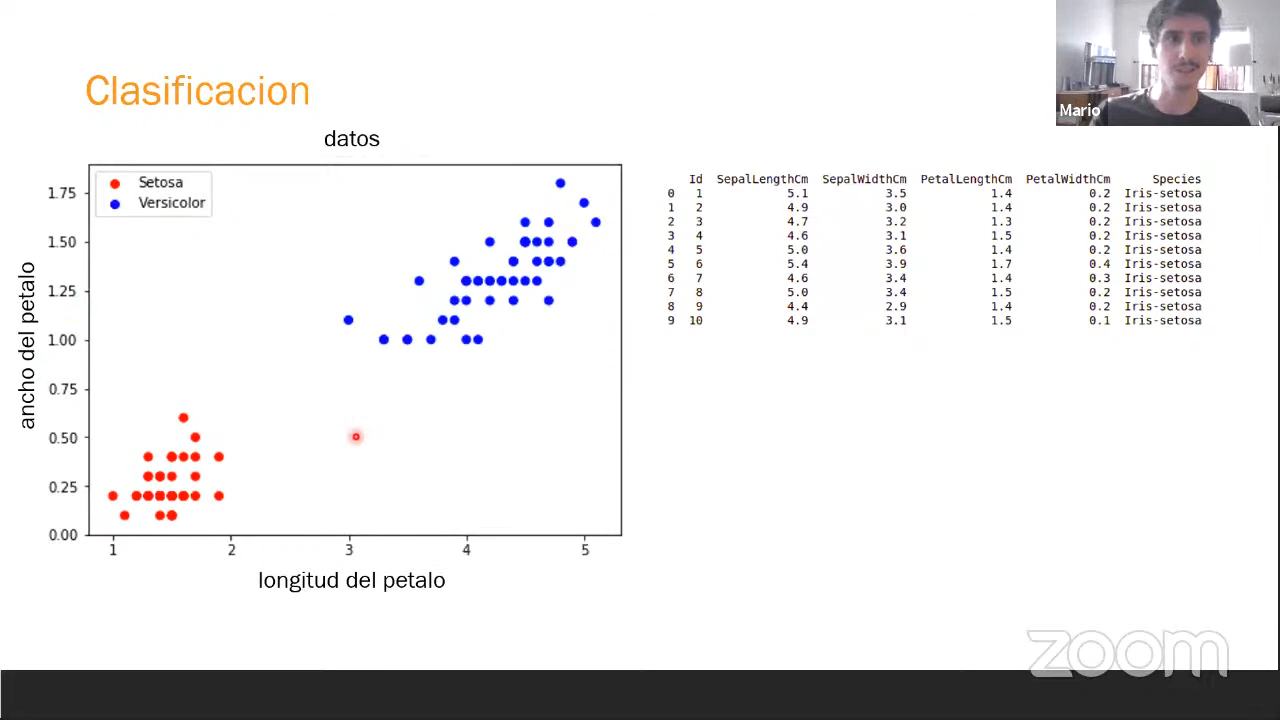 Clasificacion
Mario
datos
Setosa
Versicolor
1.75
1.50
1.25
1.00
0.75
0.50
0.25
0.00
1 2 3 4 5
ancho del petalo
longitud del petalo
Id SepalLengthCm SepalWidthCm PetalLengthCm PetalWidthCm Species
0 1 5.1 3.5 1.4 0.2 Iris-setosa
1 2 4.9 3.0 1.4 0.2 Iris-setosa
2 3 4.7 3.2 1.3 0.2 Iris-setosa
3 4 4.6 3.1 1.5 0.2 Iris-setosa
4 5 5.0 3.6 1.4 0.2 Iris-setosa
5 6 5.4 3.9 1.7 0.4 Iris-setosa
6 7 4.6 3.4 1.4 0.3 Iris-setosa
7 8 5.0 3.4 1.5 0.2 Iris-setosa
8 9 4.4 2.9 1.4 0.2 Iris-setosa
9 10 4.9 3.1 1.5 0.1 Iris-setosa
zoom